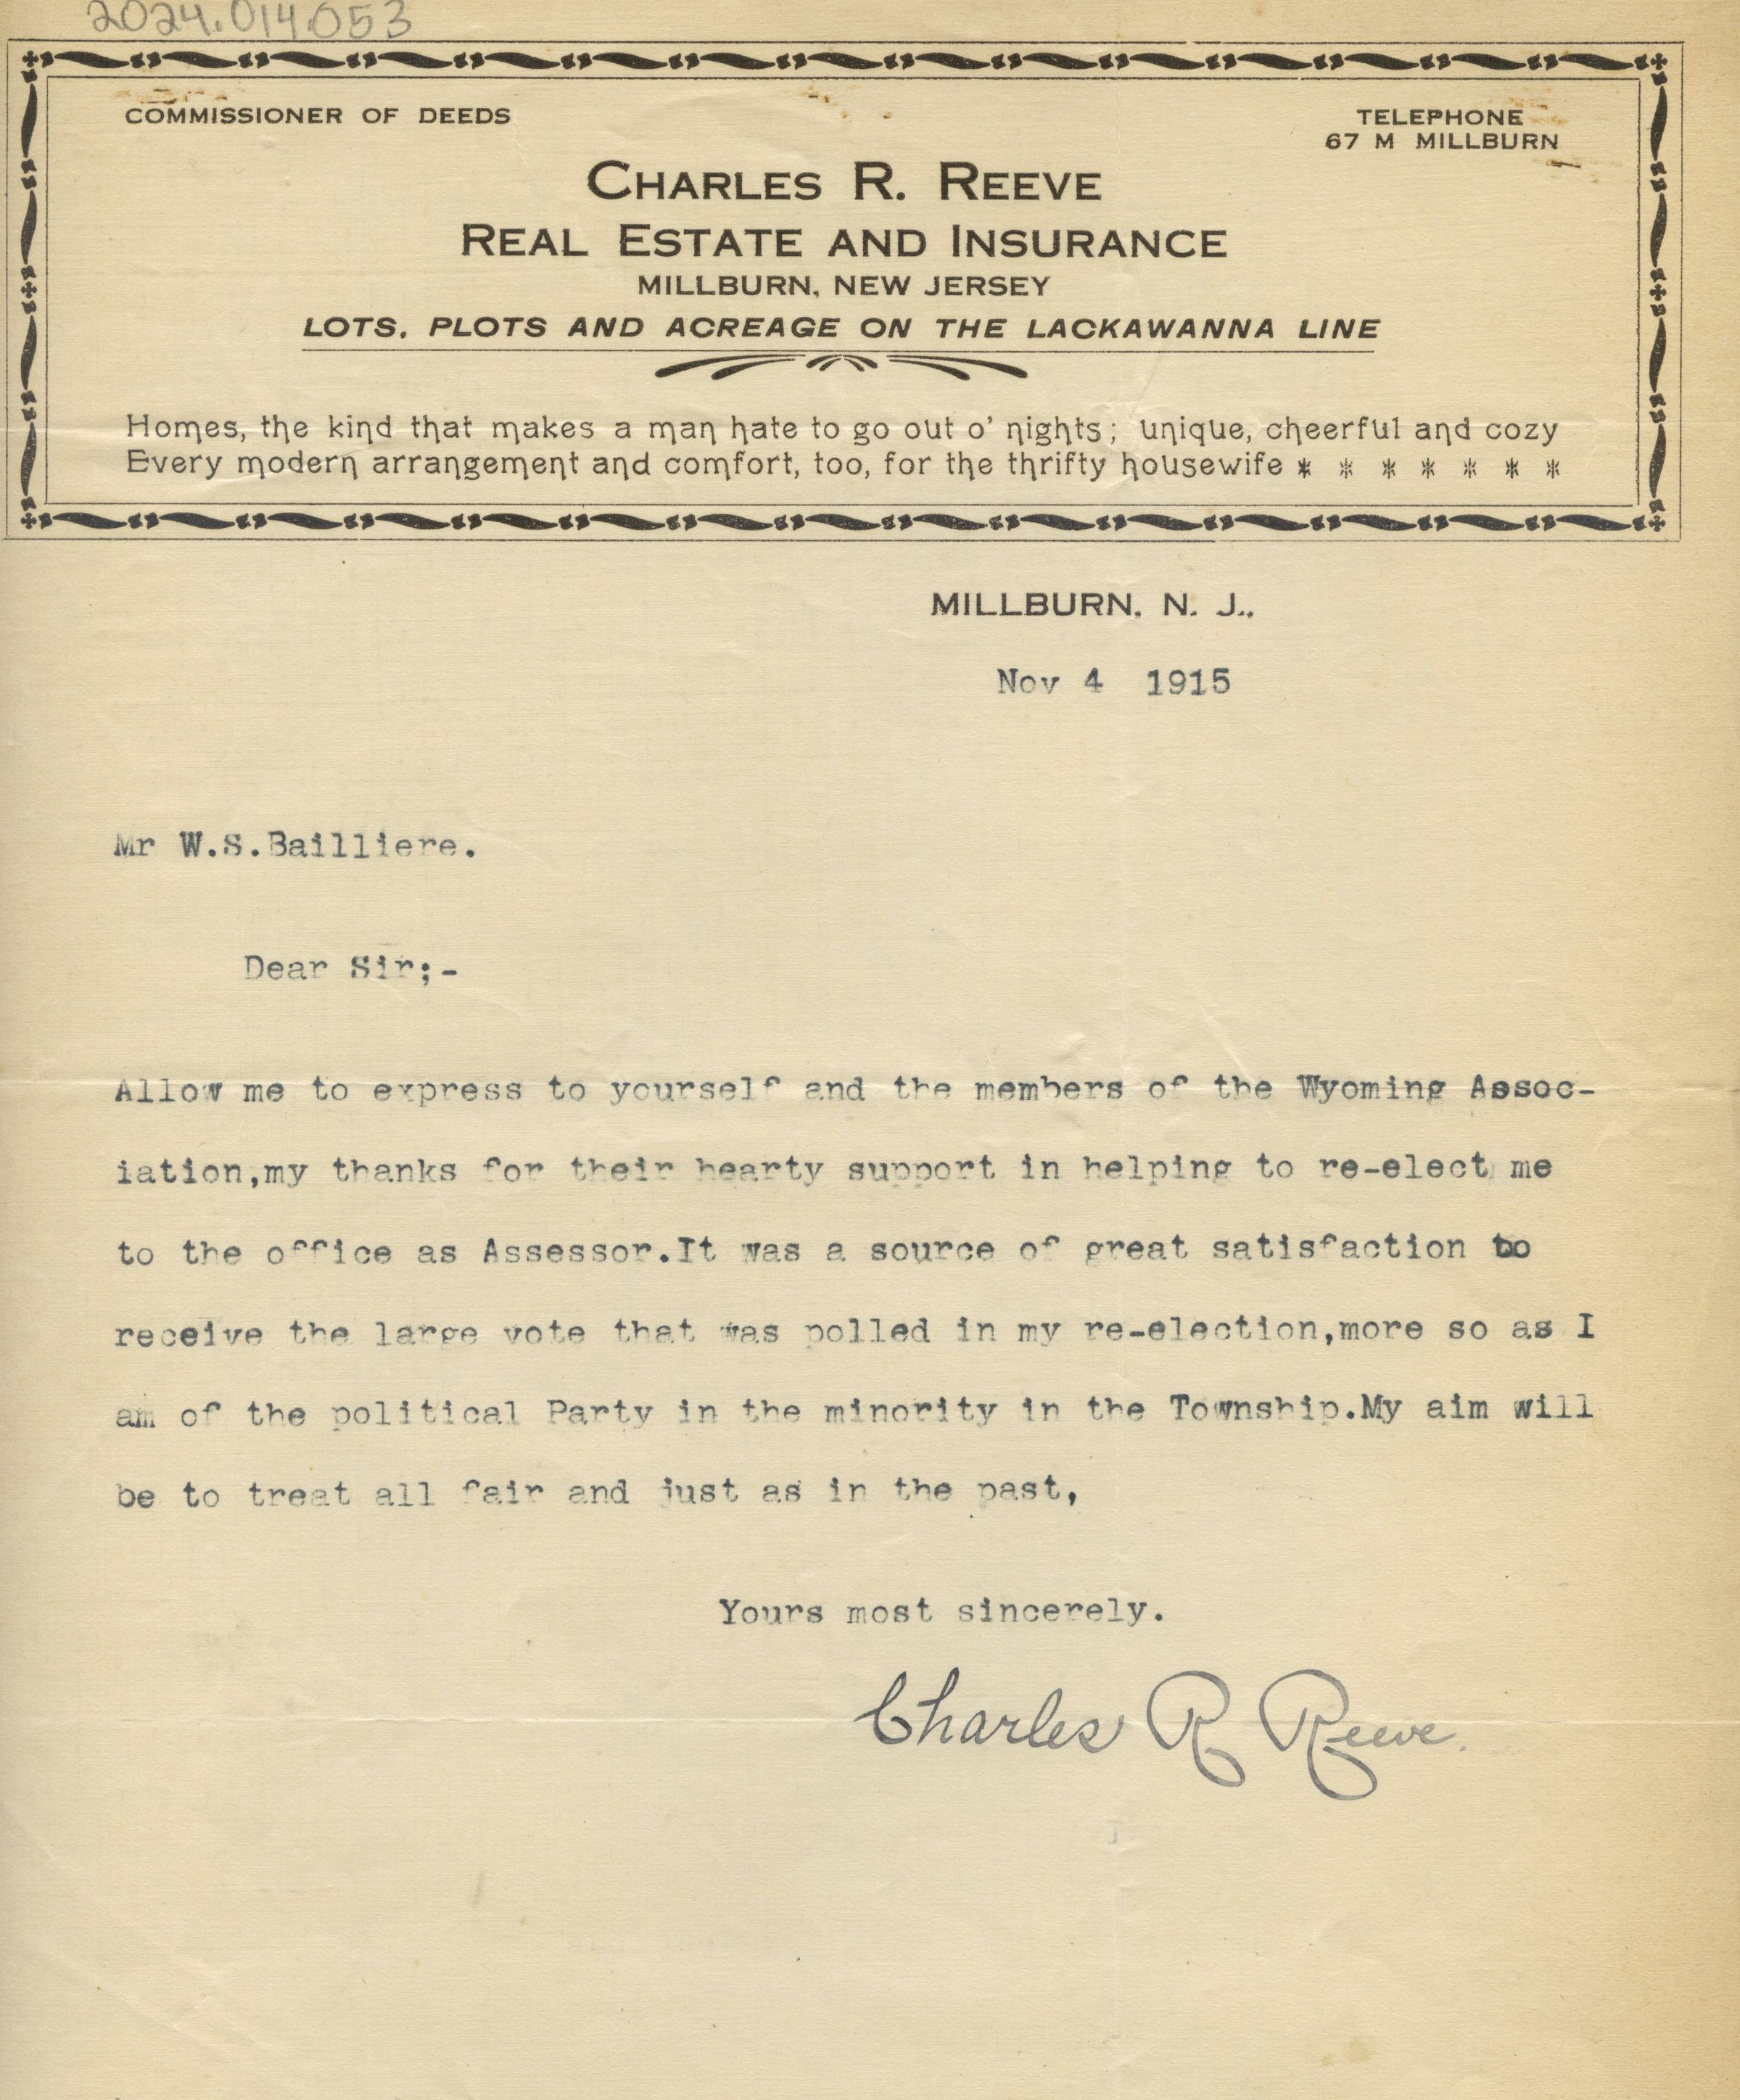 2024.014.053
COMMISSIONER OF DEEDS
TELEPHONE
67 M MILLBURN
CHARLES R. REEVE
REAL ESTATE AND INSURANCE
MILLBURN, NEW JERSEY
LOTS, PLOTS AND ACREAGE ON THE LACKAWANNA LINE
Homes, the kind that makes a man hate to go out o' nights; unique, cheerful and cozy
Every modern arrangement and comfort, too, for the thrifty housewife * * * * * * *
MILLBURN, N. J.,
Nov 4 1915
Mr W.S.Bailliere.
Dear Sir;-
Allow me to express to yourself and the members of the Wyoming Assoc-
iation,my thanks for their hearty support in helping to re-elect me
to the office as Assessor.It was a source of great satisfaction to
receive the large vote that was polled in my re-election,more so as I
am of the political Party in the minority in the Township.My aim will
be to treat all fair and just as in the past,
Yours most sincerely.
Charles R Reeve.